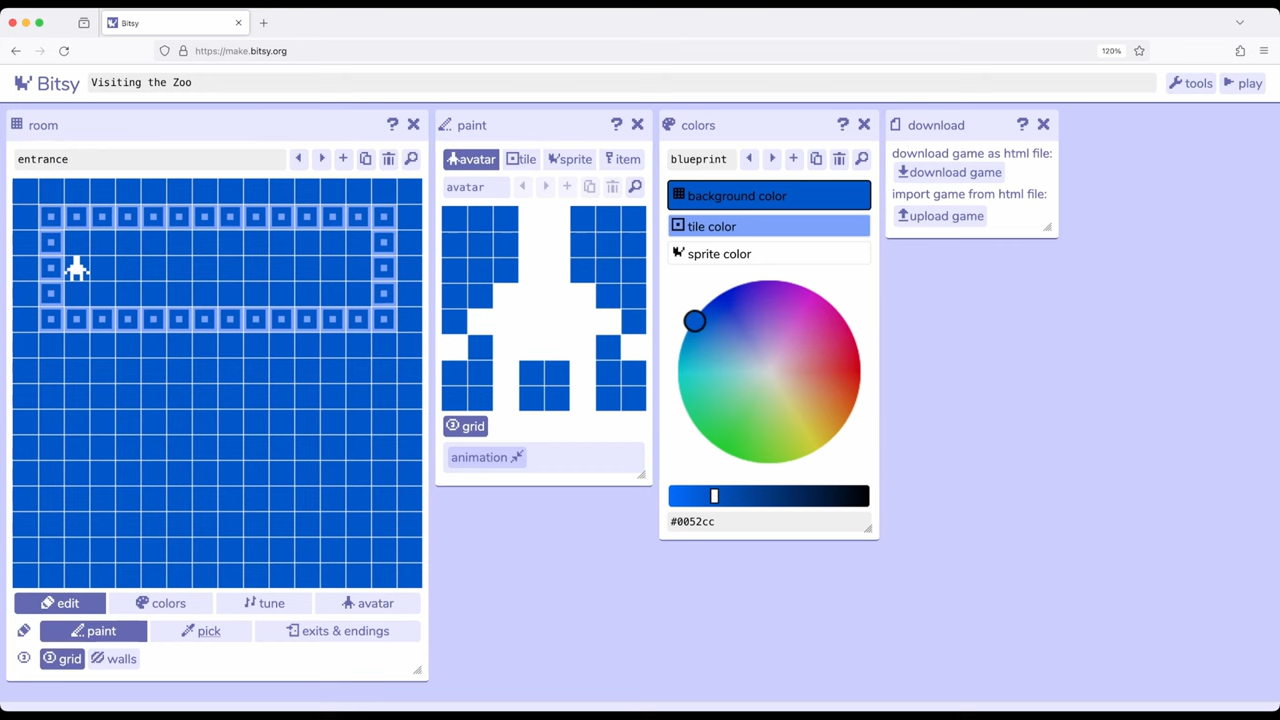 Bitsy
https://make.bitsy.org
120%
Bitsy
Visiting the Zoo
tools
play
room
?
entrance
edit
colors
tune
avatar
paint
pick
exits & endings
grid
walls
paint
?
avatar
tile
sprite
item
avatar
grid
animation
colors
?
blueprint
background color
tile color
sprite color
#0052cc
download
?
download game as html file:
download game
import game from html file:
upload game